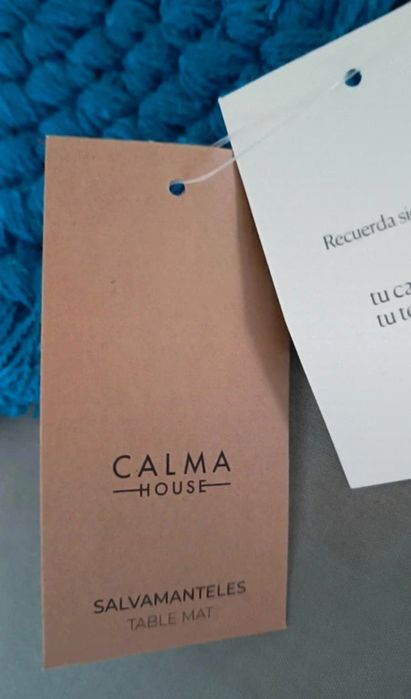 CALMA
HOUSE
SALVAMANTELES
TABLE MAT
Recuerda
tu
tu